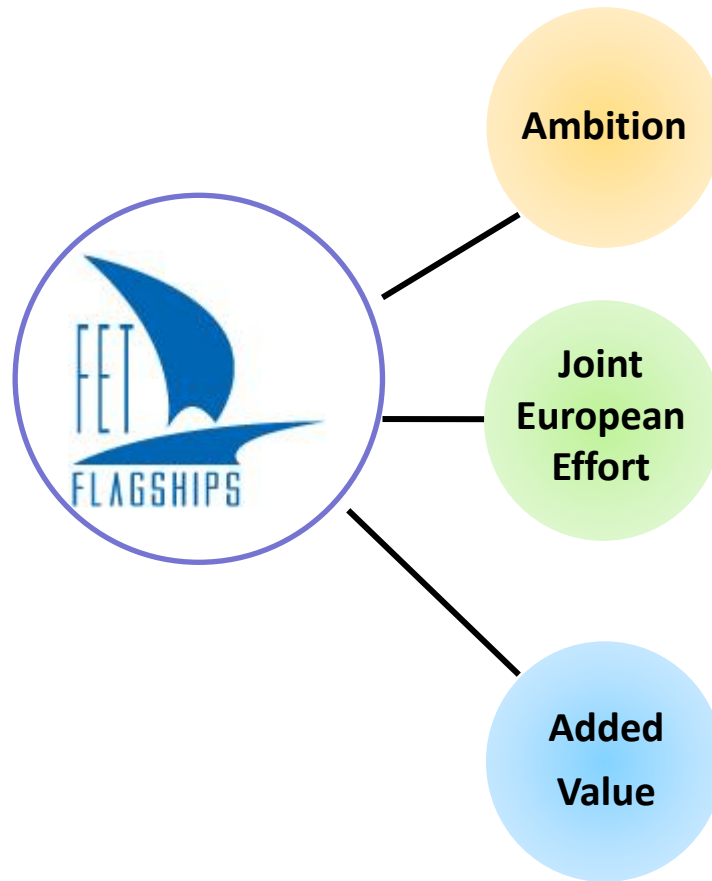 Ambition
FET
FLAGSHIPS
Joint
European
Effort
Added
Value